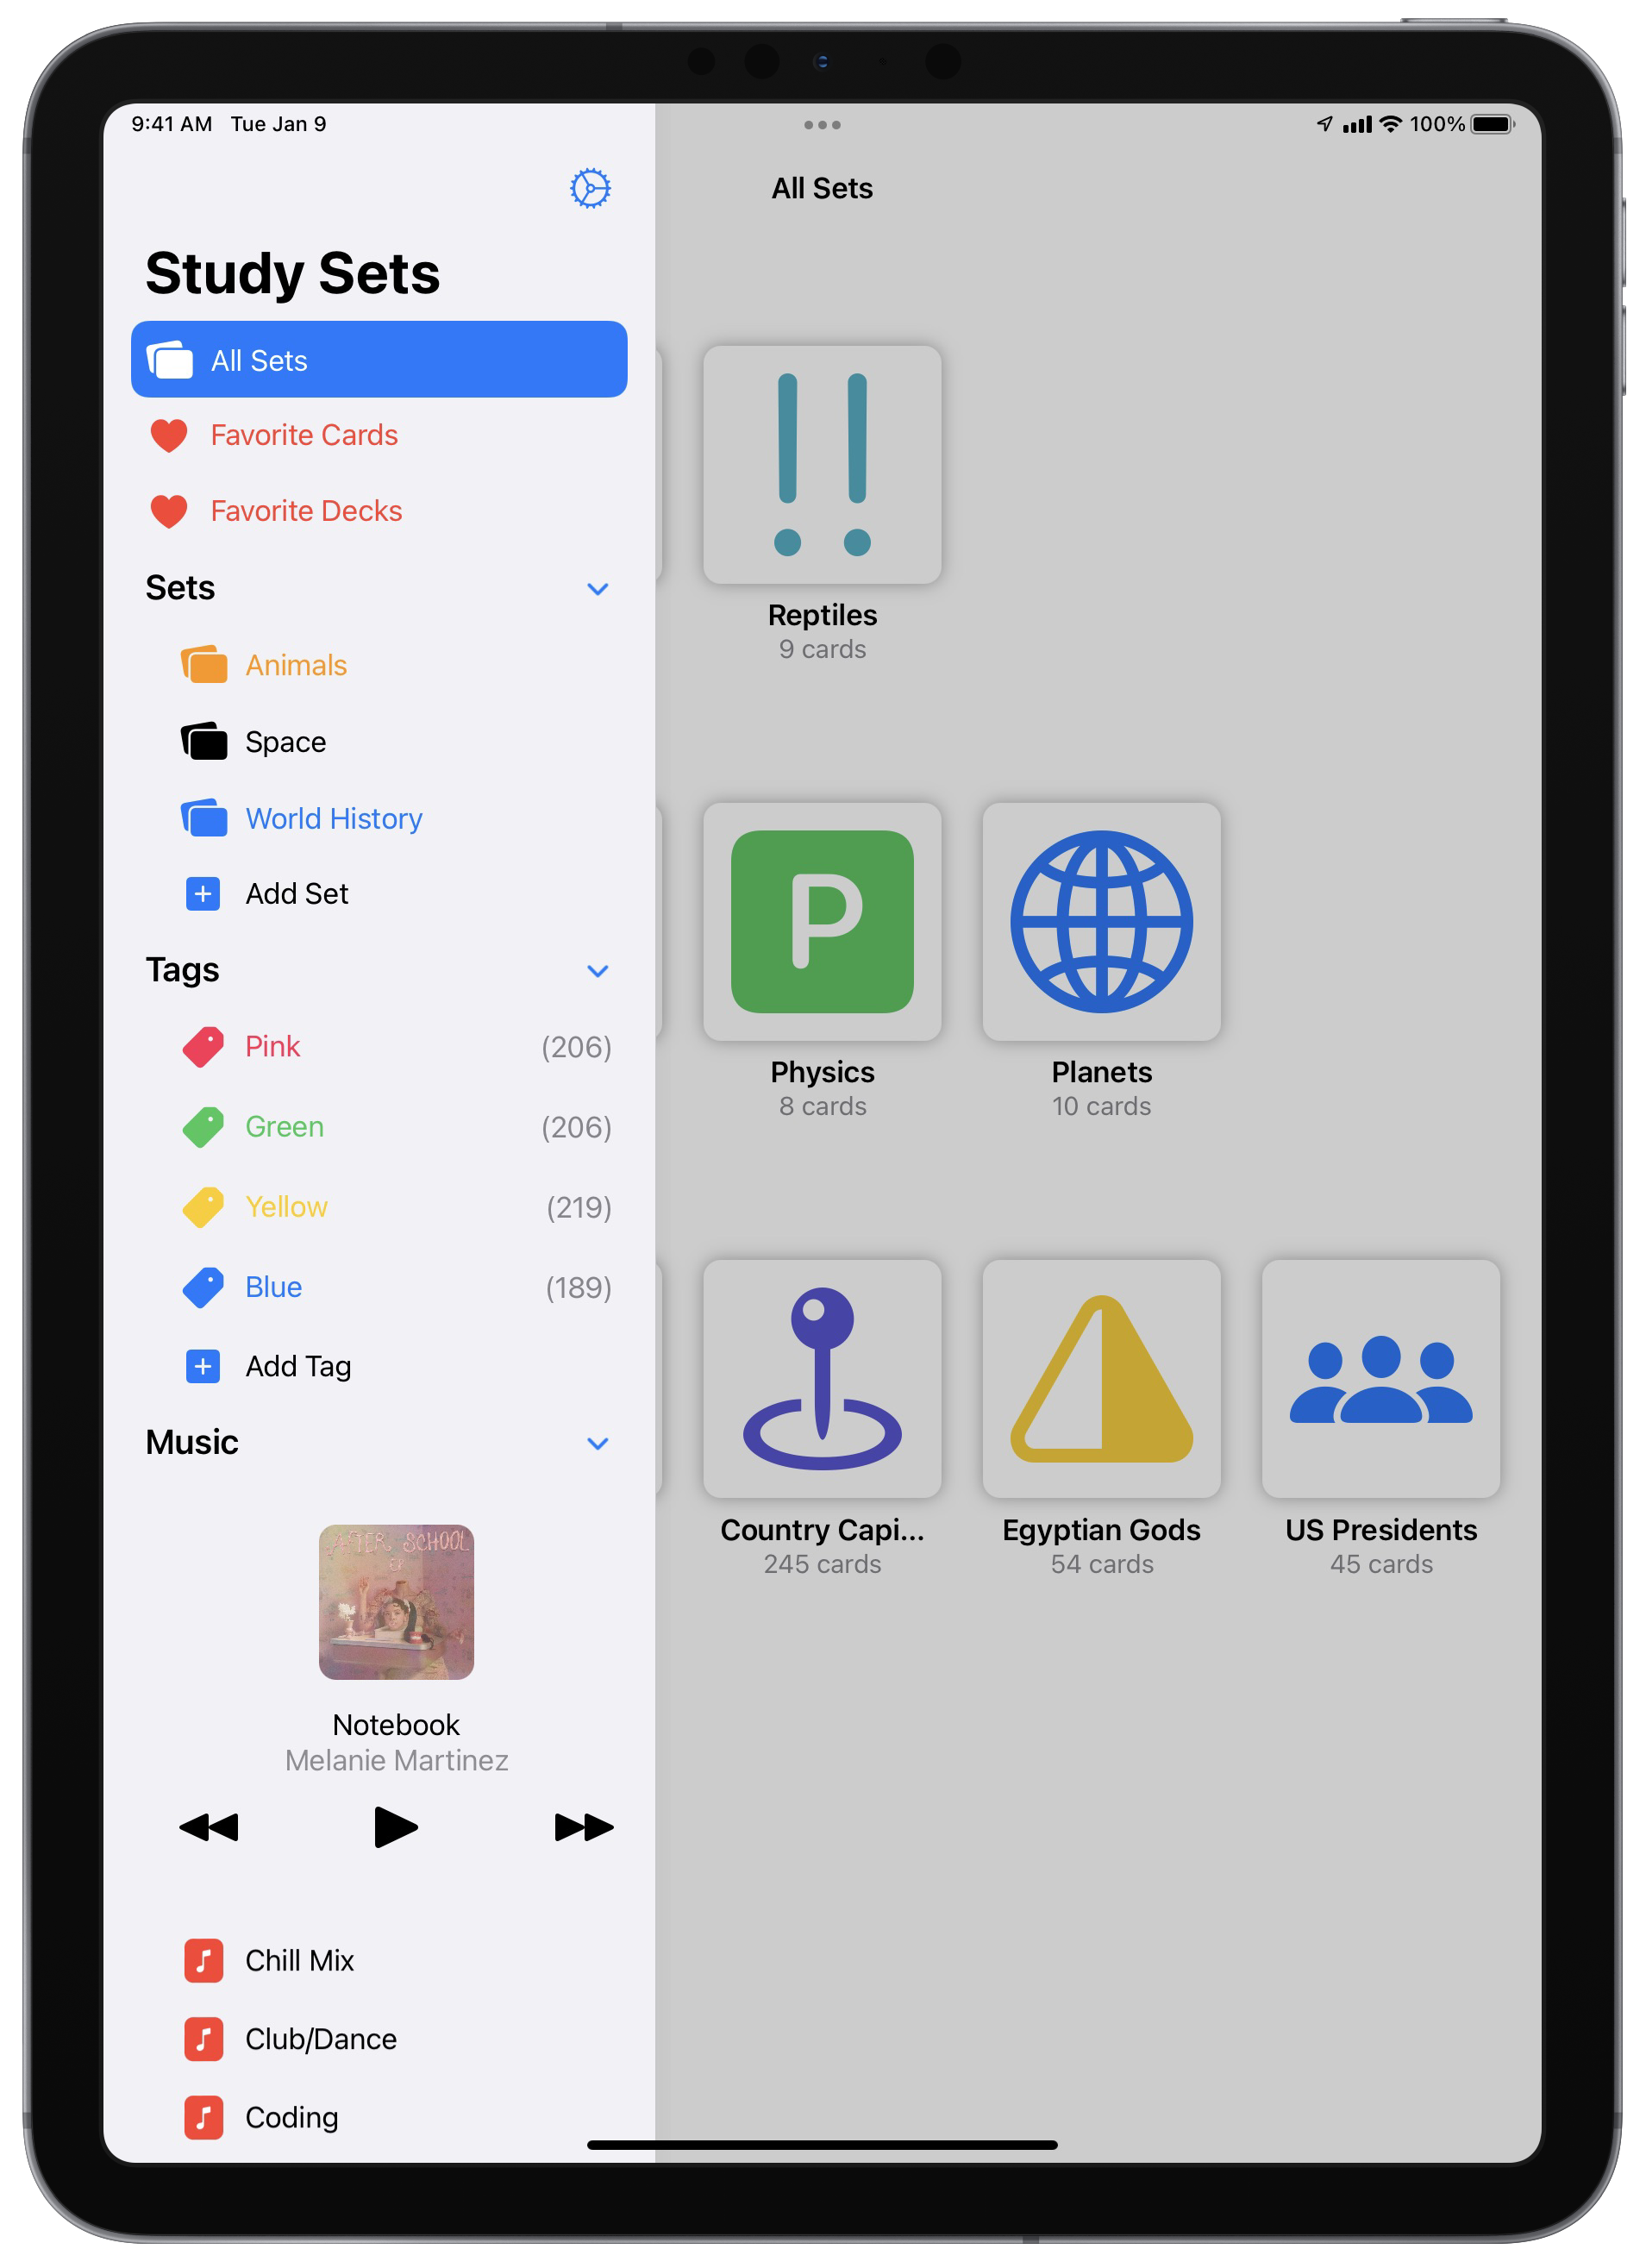 9:41 AM Tue Jan 9
100%
All Sets
Study Sets
All Sets
Favorite Cards
Favorite Decks
Sets
Animals
Space
World History
Add Set
Tags
Pink (206)
Green (206)
Yellow (219)
Blue (189)
Add Tag
Music
AFTER SCHOOL
EP
Notebook
Melanie Martinez
Chill Mix
Club/Dance
Coding
Reptiles
9 cards
P
Physics
8 cards
Planets
10 cards
Country Capi...
245 cards
Egyptian Gods
54 cards
US Presidents
45 cards